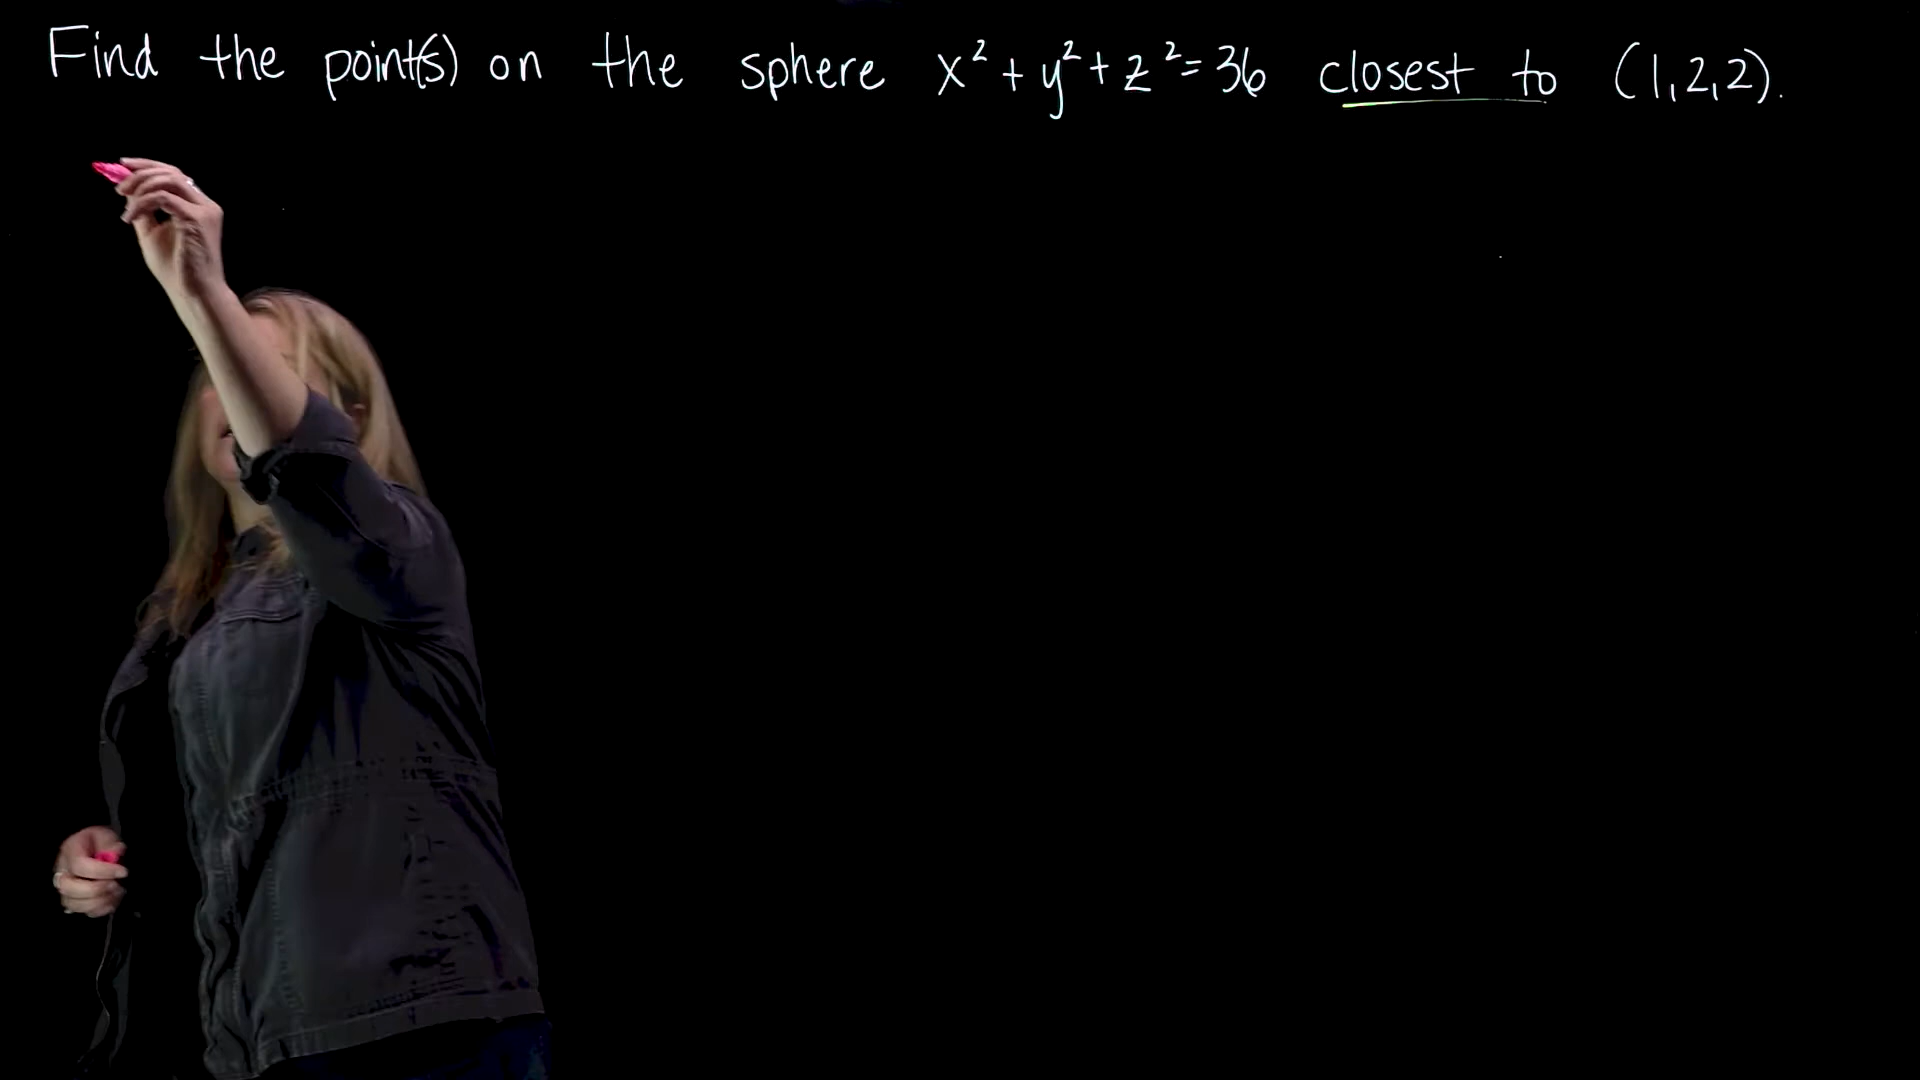 Find the point(s) on the sphere x²+y²+z²=36 closest to (1,2,2).